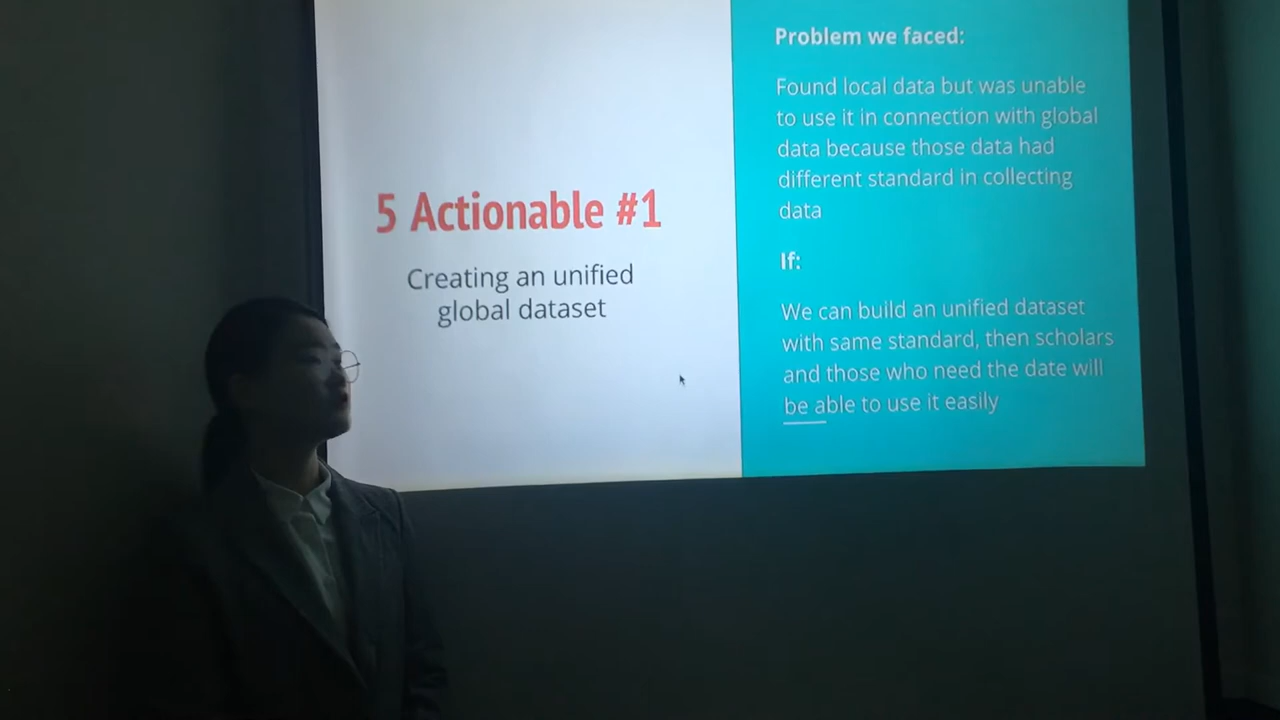 5 Actionable #1
Creating an unified
global dataset
Problem we faced:
Found local data but was unable
to use it in connection with global
data because those data had
different standard in collecting
data
If:
We can build an unified dataset
with same standard, then scholars
and those who need the date will
be able to use it easily